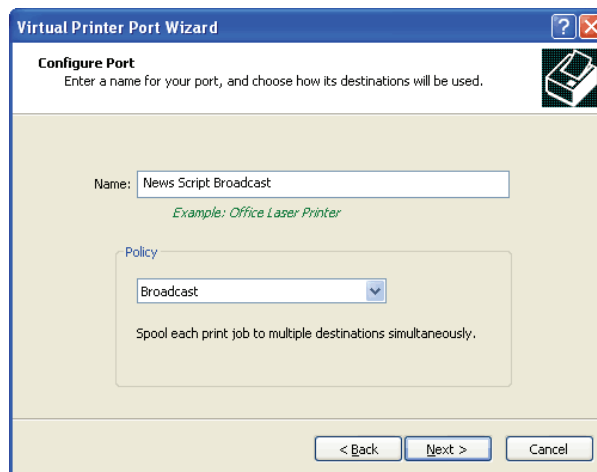 Virtual Printer Port Wizard
Configure Port
Enter a name for your port, and choose how its destinations will be used.
Name: News Script Broadcast
Example: Office Laser Printer
Policy
Broadcast
Spool each print job to multiple destinations simultaneously.
< Back Next > Cancel